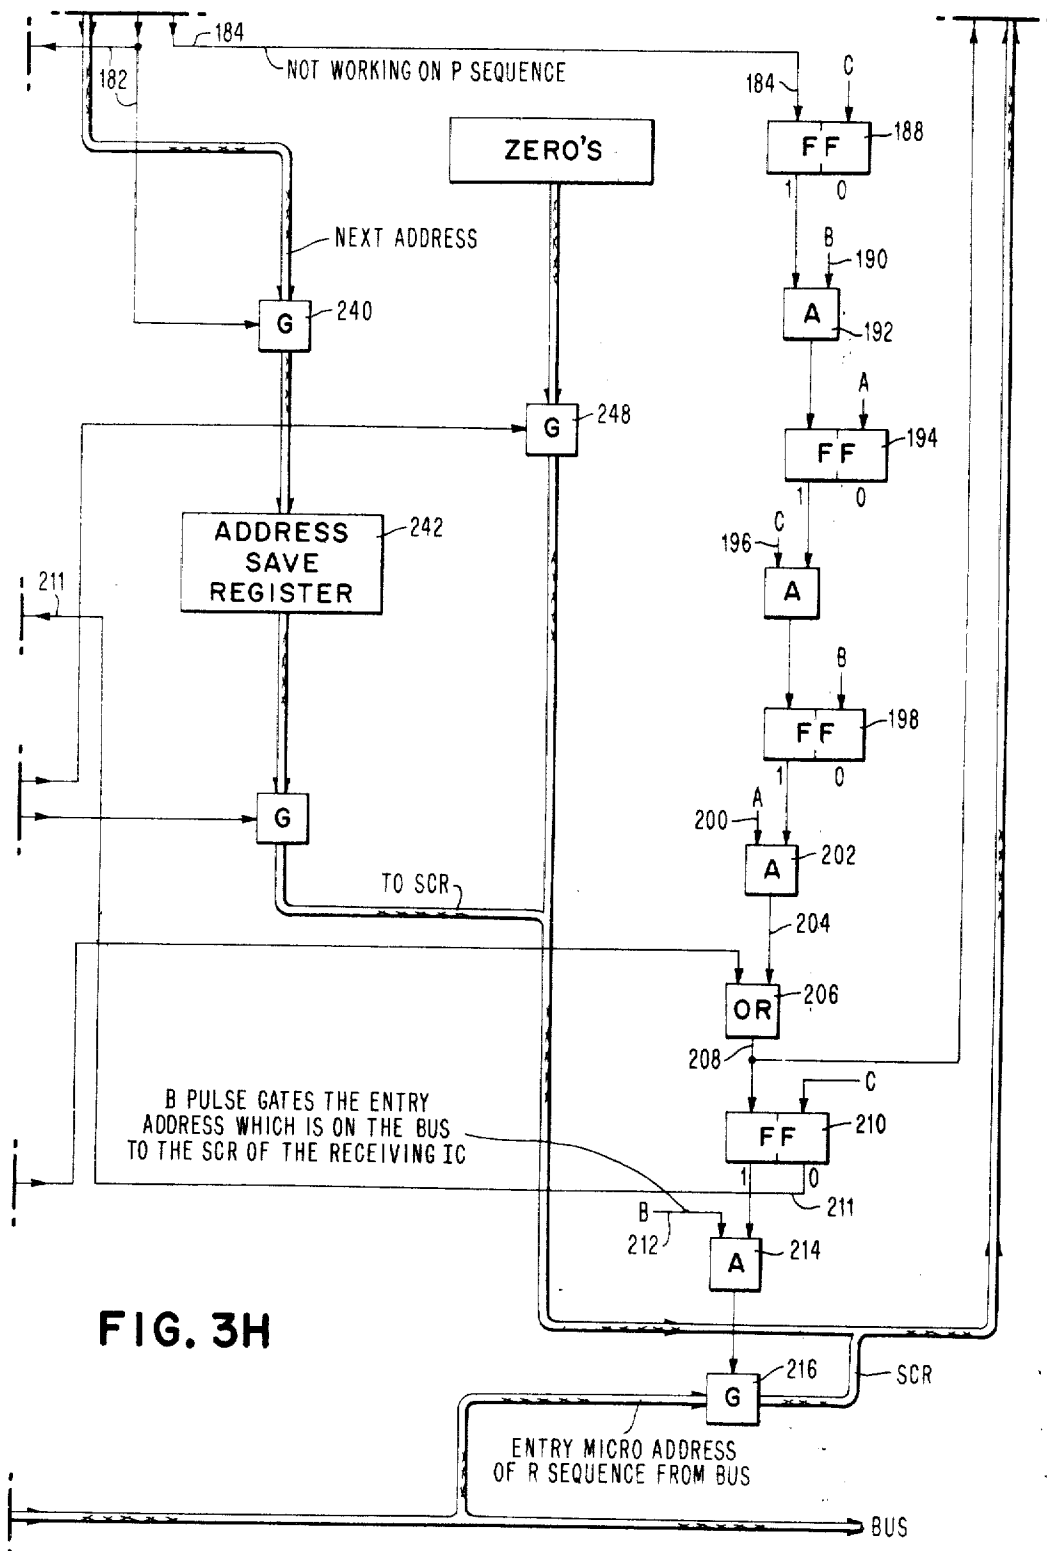 184
NOT WORKING ON P SEQUENCE
182
184
C
FF
188
1 0
ZERO'S
NEXT ADDRESS
B
190
G
240
A
192
A
G
248
FF
194
1 0
ADDRESS
SAVE
REGISTER
242
C
196
A
211
B
FF
198
1 0
G
A
200
A
202
TO SCR
204
OR
206
208
B PULSE GATES THE ENTRY
ADDRESS WHICH IS ON THE BUS
TO THE SCR OF THE RECEIVING IC
C
FF
210
1 0
211
B
212
A
214
FIG. 3H
G
216
SCR
ENTRY MICRO ADDRESS
OF R SEQUENCE FROM BUS
BUS